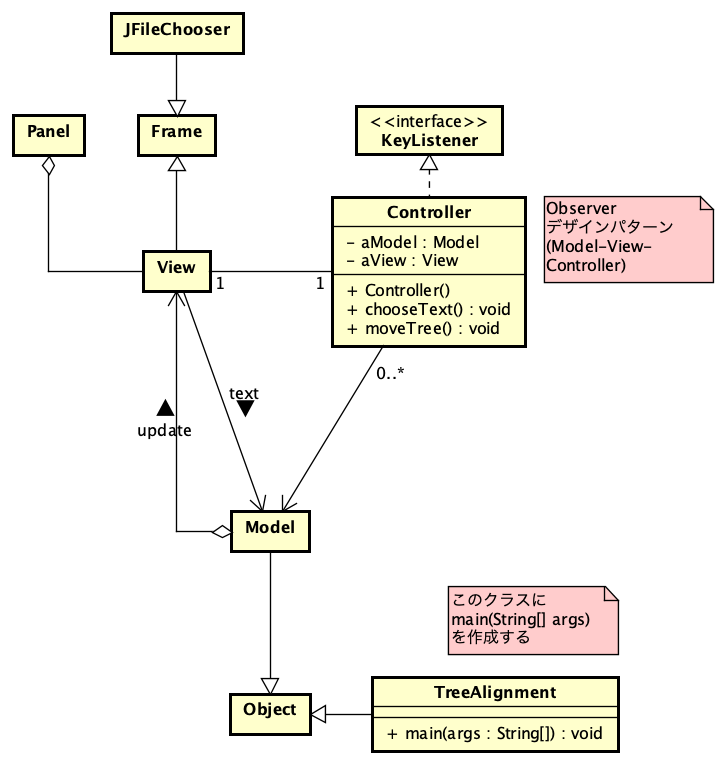 JFileChooser
Panel
Frame
<<interface>>
KeyListener
Controller
- aModel : Model
- aView : View
+ Controller()
+ chooseText() : void
+ moveTree() : void
Observer
デザインパターン
(Model-View-
Controller)
View
1
1
0..*
text
update
Model
このクラスに
main(String[] args)
を作成する
Object
TreeAlignment
+ main(args : String[]) : void